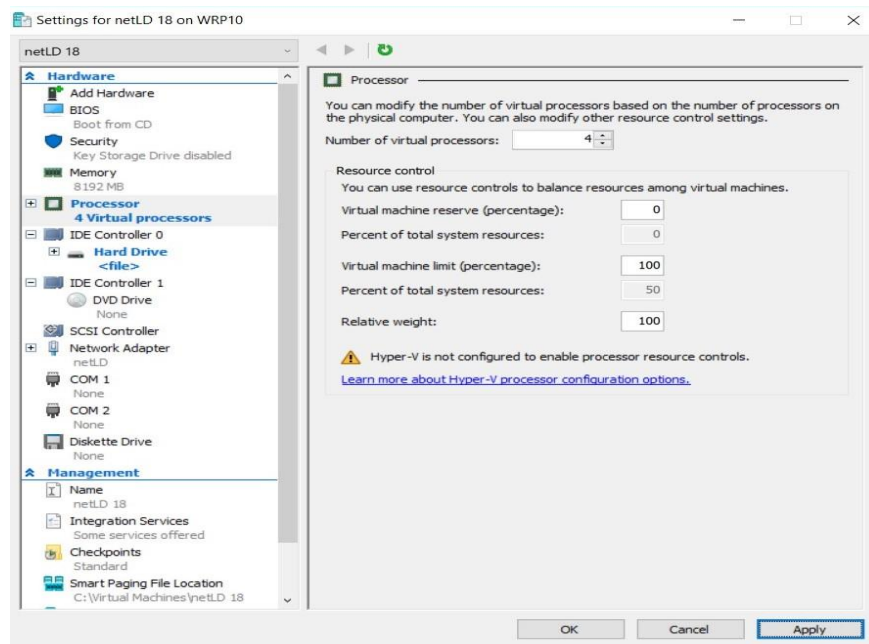 Settings for netLD 18 on WRP10
netLD 18
Hardware
Add Hardware
BIOS
Boot from CD
Security
Key Storage Drive disabled
Memory
8192 MB
Processor
4 Virtual processors
IDE Controller 0
Hard Drive
<file>
IDE Controller 1
DVD Drive
None
SCSI Controller
Network Adapter
netLD
COM 1
None
COM 2
None
Diskette Drive
None
Management
Name
netLD 18
Integration Services
Some services offered
Checkpoints
Standard
Smart Paging File Location
C:\Virtual Machines\netLD 18
Processor
You can modify the number of virtual processors based on the number of processors on
the physical computer. You can also modify other resource control settings.
Number of virtual processors: 4
Resource control
You can use resource controls to balance resources among virtual machines.
Virtual machine reserve (percentage): 0
Percent of total system resources: 0
Virtual machine limit (percentage): 100
Percent of total system resources: 50
Relative weight: 100
Hyper-V is not configured to enable processor resource controls.
Learn more about Hyper-V processor configuration options.
OK Cancel Apply